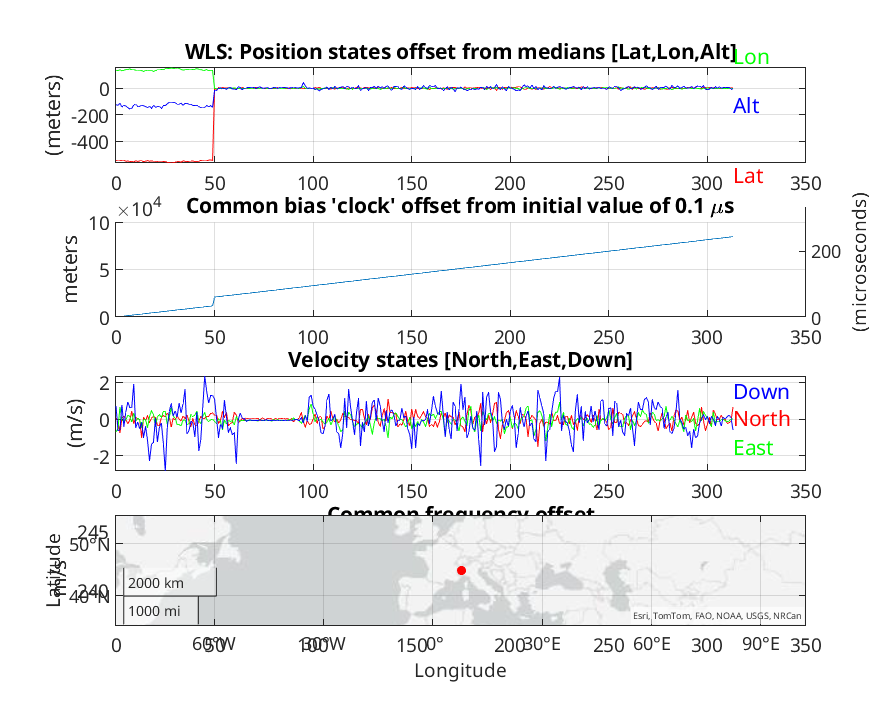 WLS: Position states offset from medians [Lat,Lon,Alt]
Lon
Alt
Lat
(meters)
0
-200
-400
0 50 100 150 200 250 300 350
×10⁴
Common bias 'clock' offset from initial value of 0.1 μs
meters
10
5
0
200
0
(microseconds)
0 50 100 150 200 250 300 350
Velocity states [North,East,Down]
(m/s)
2
0
-2
Down
North
East
0 50 100 150 200 250 300 350
Common frequency offset
Latitude
m/s
245
50°N
240
40°N
2000 km
1000 mi
Esri, TomTom, FAO, NOAA, USGS, NRCan
0 50 100 150 200 250 300 350
60°W 30°W 0° 30°E 60°E 90°E
Longitude